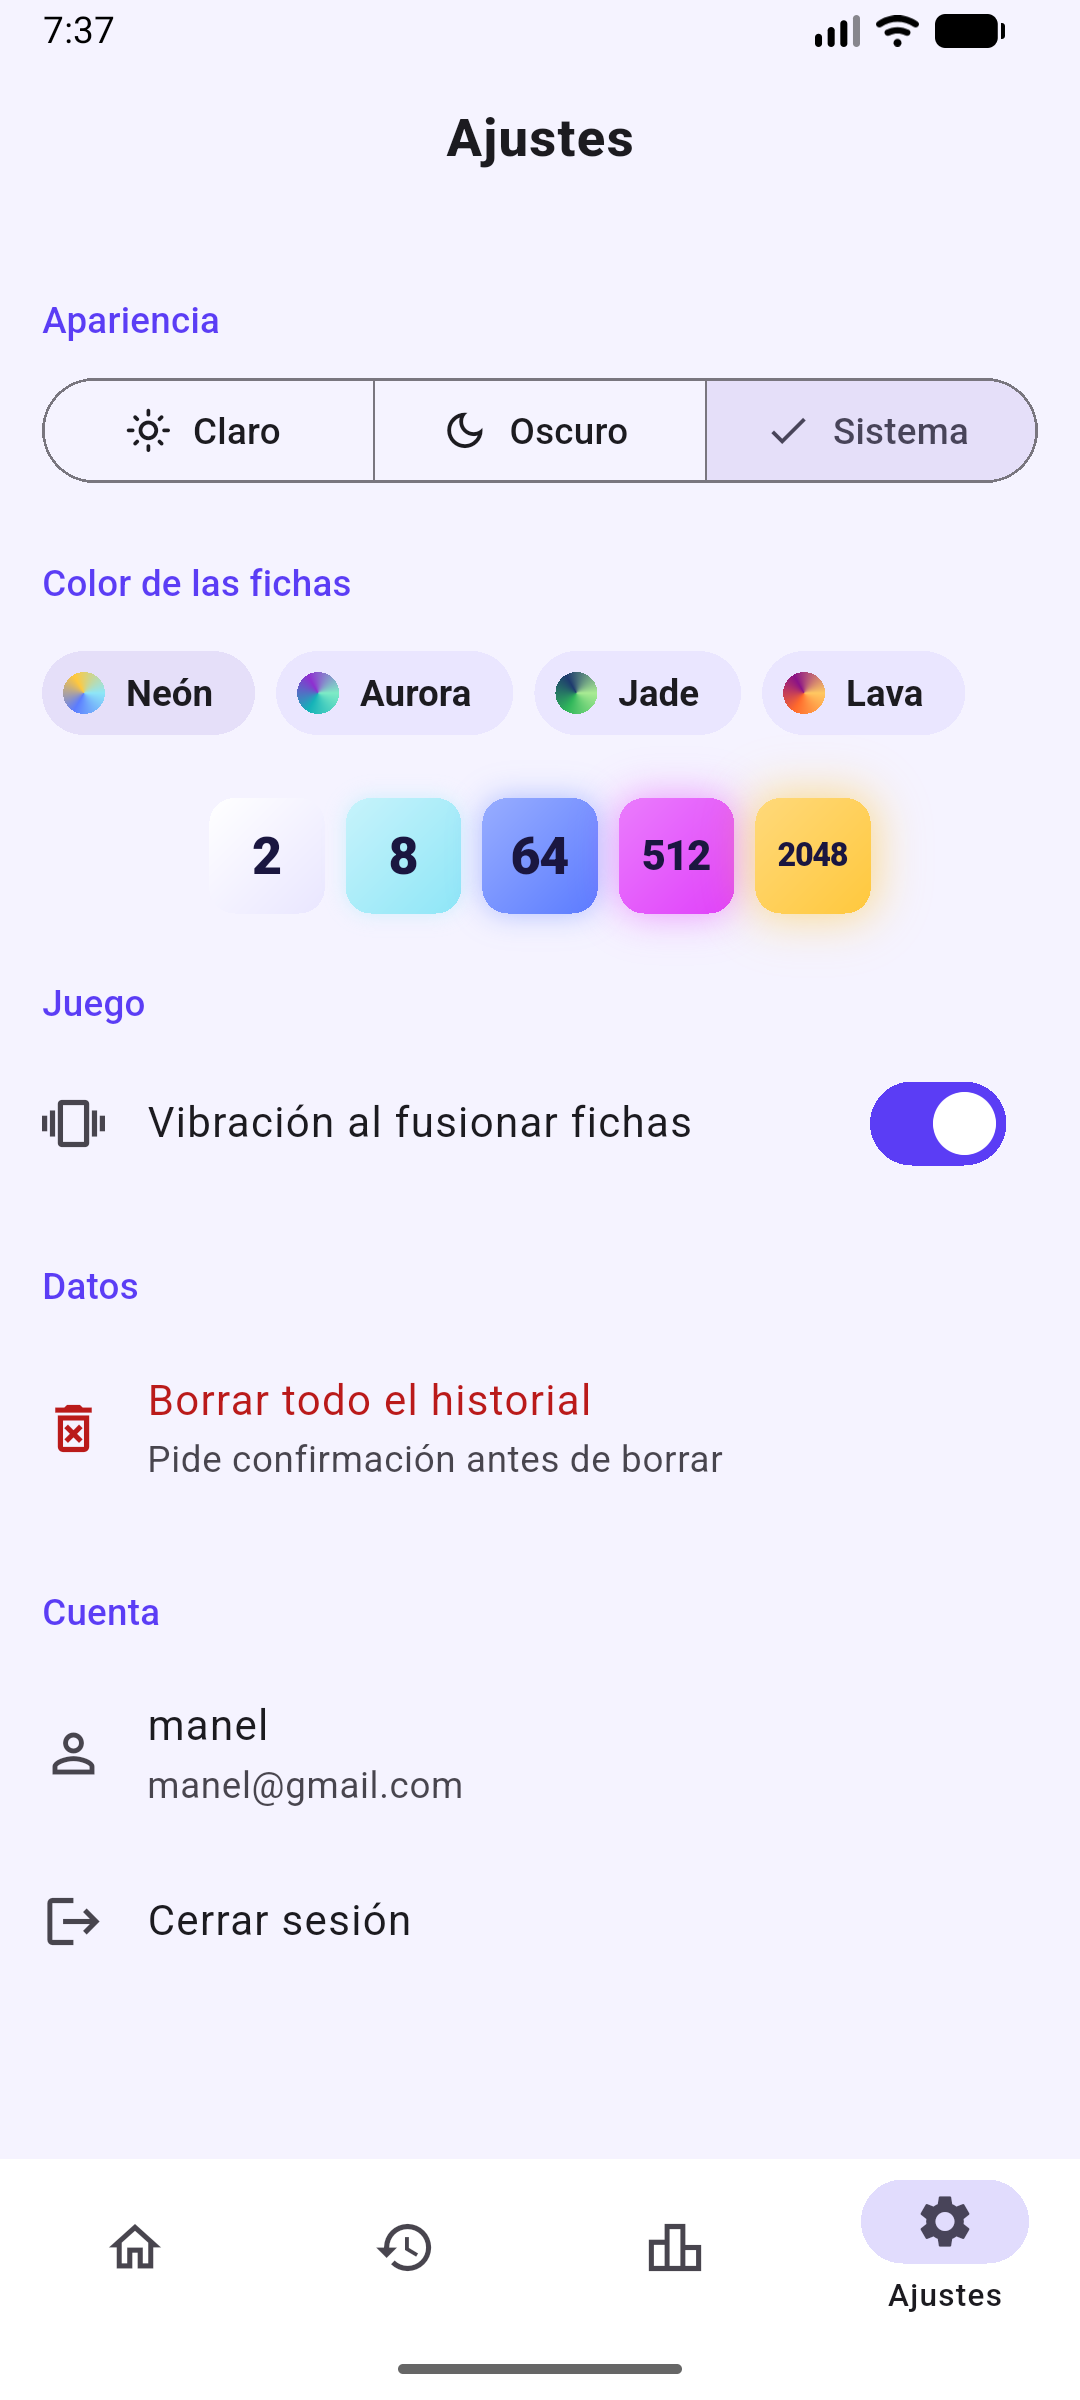 7:37
Ajustes
Apariencia
Claro
Oscuro
Sistema
Color de las fichas
Neón
Aurora
Jade
Lava
2
8
64
512
2048
Juego
Vibración al fusionar fichas
Datos
Borrar todo el historial
Pide confirmación antes de borrar
Cuenta
manel
manel@gmail.com
Cerrar sesión
Ajustes